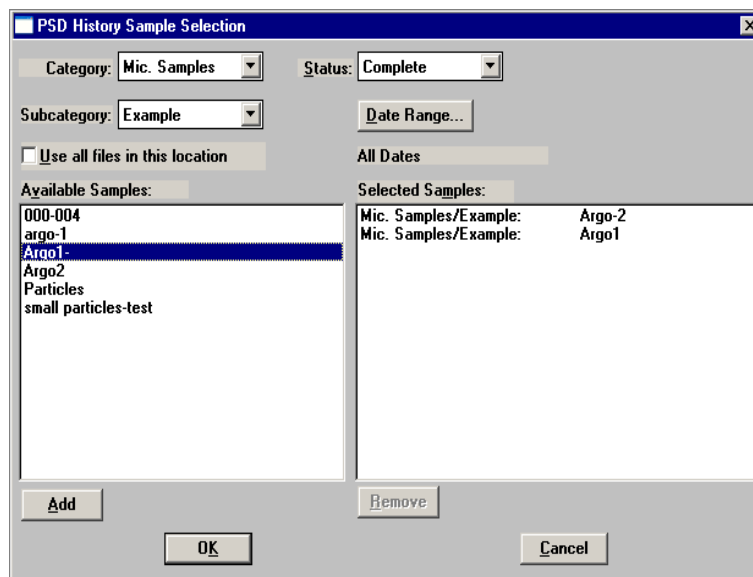 PSD History Sample Selection
Category: Mic. Samples Status: Complete
Subcategory: Example Date Range...
Use all files in this location All Dates
Available Samples: Selected Samples:
000-004 Mic. Samples/Example: Argo-2
argo-1 Mic. Samples/Example: Argo1
Argo1-
Argo2
Particles
small particles-test
Add Remove
OK Cancel